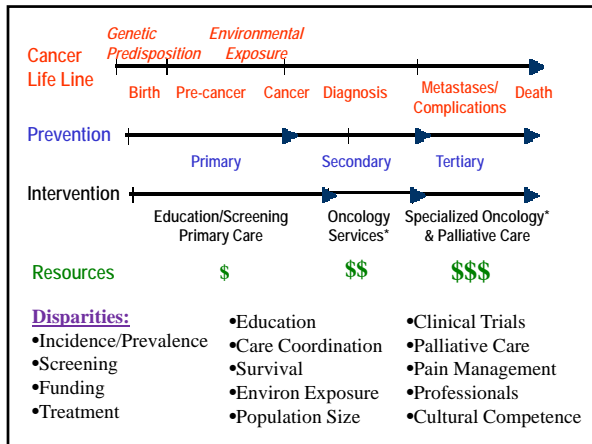 Genetic Environmental
Predisposition Exposure
Cancer
Life Line
Birth Pre-cancer Cancer Diagnosis Metastases/
Complications Death
Prevention
Primary Secondary Tertiary
Intervention
Education/Screening Oncology Specialized Oncology*
Primary Care Services* & Palliative Care
Resources $ $$ $$$
Disparities:
•Incidence/Prevalence
•Screening
•Funding
•Treatment
•Education
•Care Coordination
•Survival
•Environ Exposure
•Population Size
•Clinical Trials
•Palliative Care
•Pain Management
•Professionals
•Cultural Competence